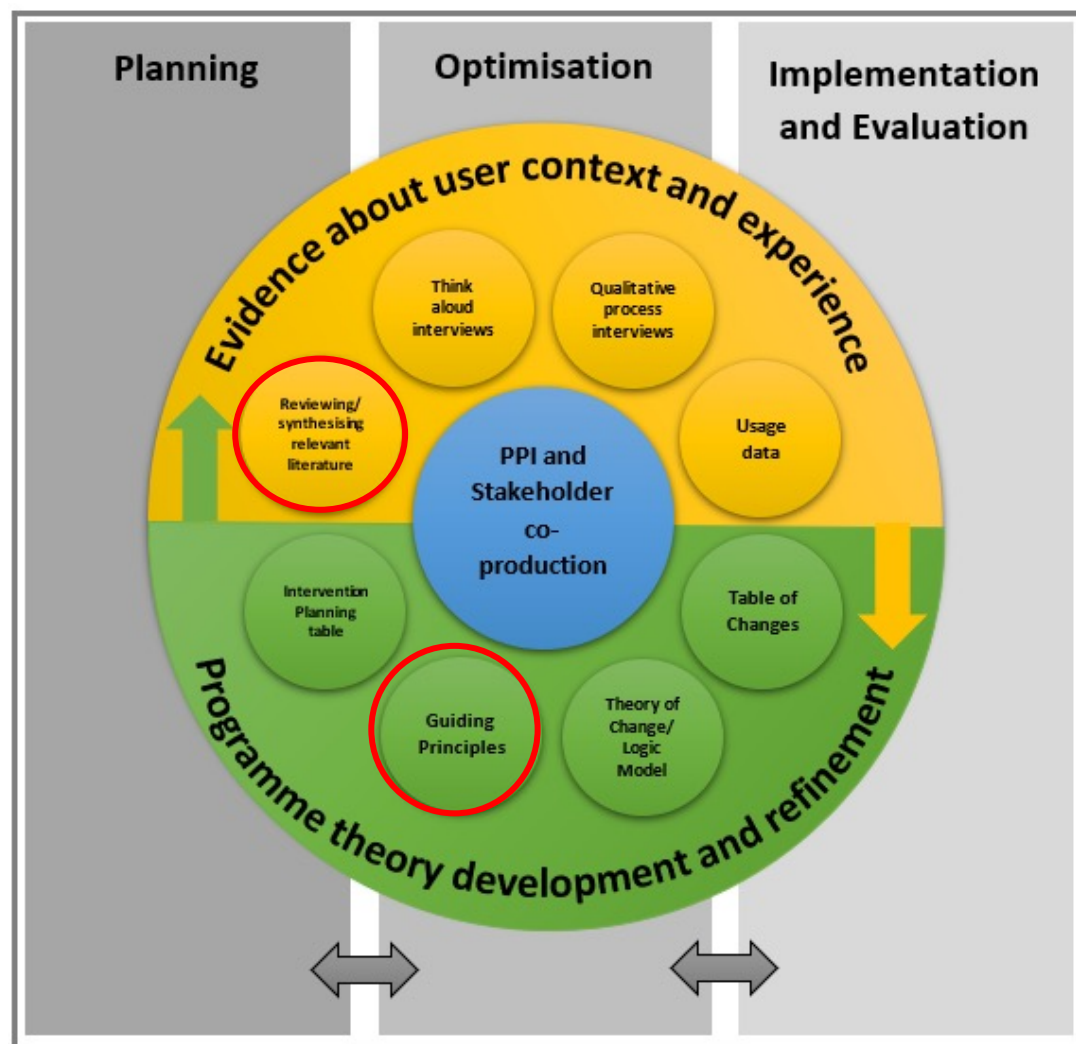 Planning
Optimisation
Implementation
and Evaluation
Evidence about user context and experience
Think
aloud
interviews
Qualitative
process
interviews
Reviewing/
synthesising
relevant
literature
Usage
data
PPI and
Stakeholder
co-
production
Intervention
Planning
table
Table of
Changes
Guiding
Principles
Theory of
Change/
Logic
Model
Programme theory development and refinement